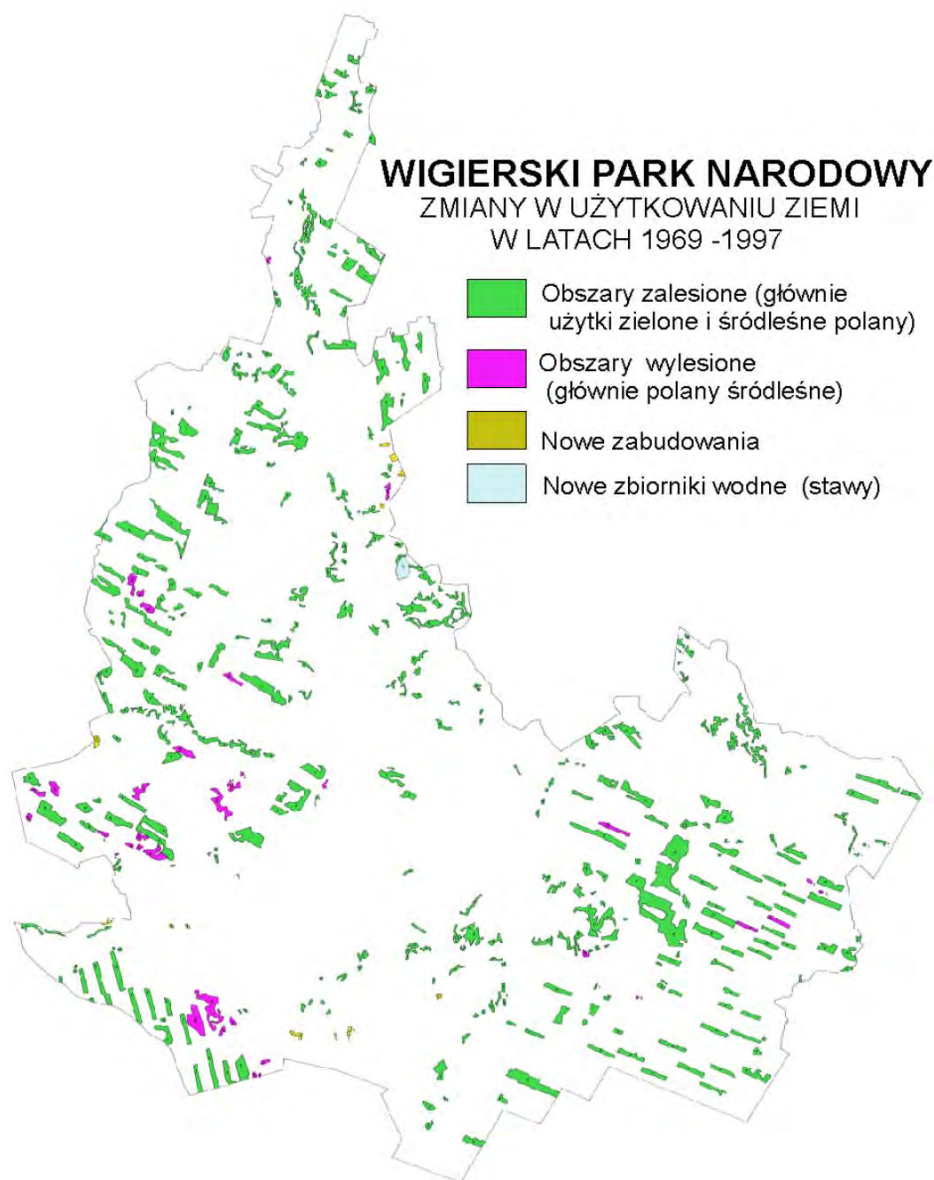 WIGIERSKI PARK NARODOWY
ZMIANY W UŻYTKOWANIU ZIEMI
W LATACH 1969 -1997
Obszary zalesione (głównie
użytki zielone i śródleśne polany)
Obszary wylesione
(głównie polany śródleśne)
Nowe zabudowania
Nowe zbiorniki wodne (stawy)